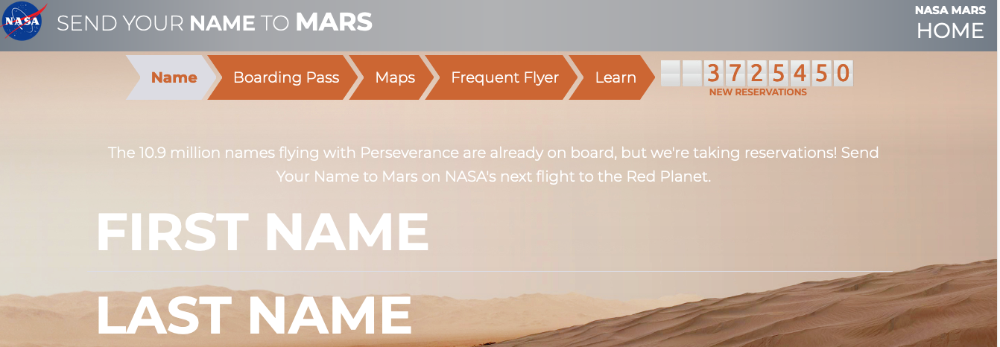 NASA
SEND YOUR NAME TO MARS
NASA MARS
HOME
Name
Boarding Pass
Maps
Frequent Flyer
Learn
3725450
NEW RESERVATIONS
The 10.9 million names flying with Perseverance are already on board, but we're taking reservations! Send
Your Name to Mars on NASA's next flight to the Red Planet.
FIRST NAME
LAST NAME